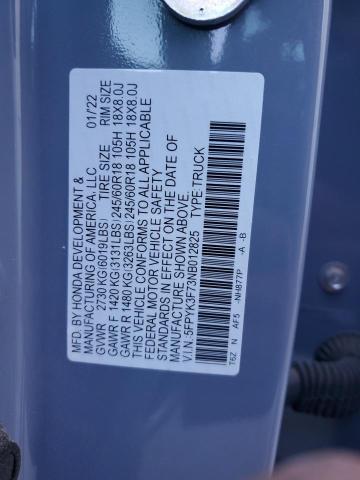 MFD. BY HONDA DEVELOPMENT &
MANUFACTURING OF AMERICA, LLC 01/22
GVWR 2730 KG(6019LBS) TIRE SIZE RIM SIZE
GAWR F 1420 KG(3131LBS) 245/60R18 105H 18X8.0J
GAWR R 1480 KG(3263LBS) 245/60R18 105H 18X8.0J
THIS VEHICLE CONFORMS TO ALL APPLICABLE
FEDERAL MOTOR VEHICLE SAFETY
STANDARDS IN EFFECT ON THE DATE OF
MANUFACTURE SHOWN ABOVE.
V.I.N. 5FPYK3F73NB012825 TYPE TRUCK
T6Z N AF5 -NH877P -A -B